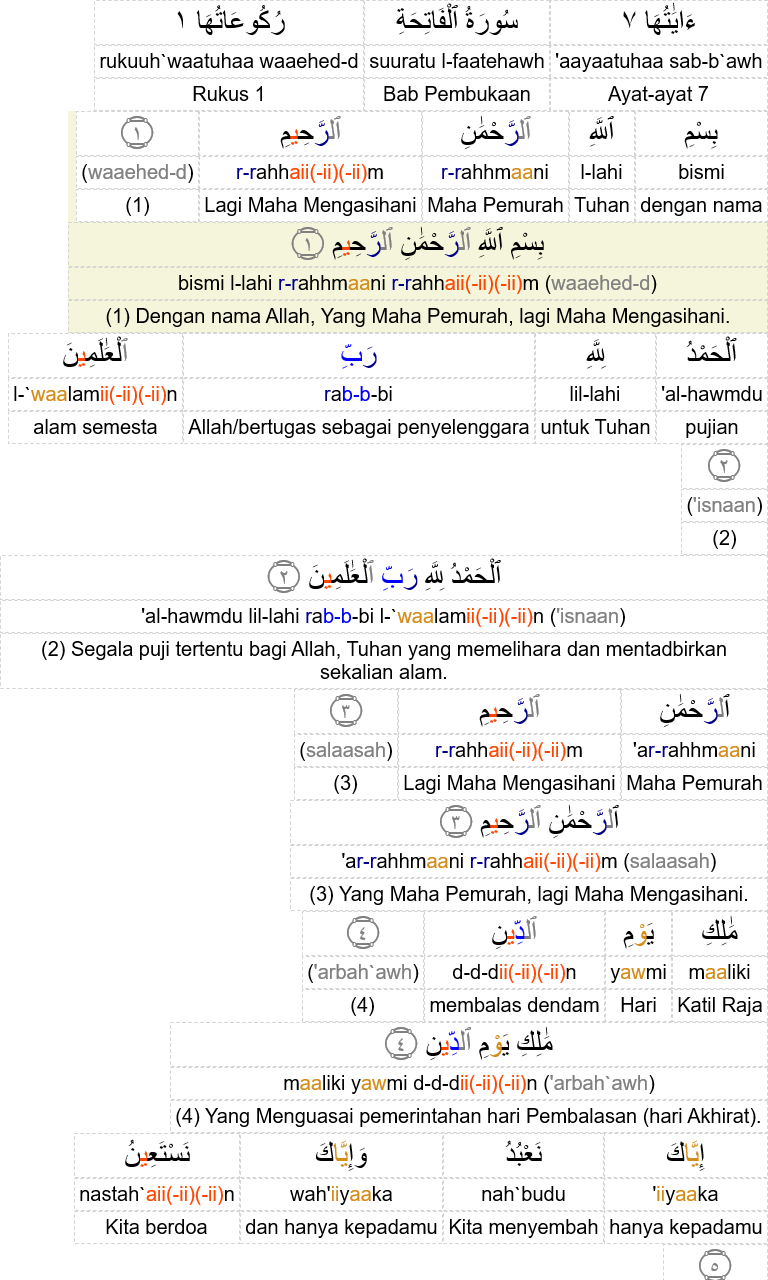 ءَايَٰتُهَا ٧ سُورَةُ ٱلْفَاتِحَةِ رُكُوعَاتُهَا ١
'aayaatuhaa sab-b`awh suuratu l-faatehawh rukuuh`waatuhaa waaehed-d
Ayat-ayat 7 Bab Pembukaan Rukus 1
بِسْمِ ٱللَّهِ ٱلرَّحْمَٰنِ ٱلرَّحِيمِ ١
bismi l-lahi r-rahhmaani r-rahhaii(-ii)(-ii)m (waaehed-d)
dengan nama Tuhan Maha Pemurah Lagi Maha Mengasihani (1)
بِسْمِ ٱللَّهِ ٱلرَّحْمَٰنِ ٱلرَّحِيمِ ١
bismi l-lahi r-rahhmaani r-rahhaii(-ii)(-ii)m (waaehed-d)
(1) Dengan nama Allah, Yang Maha Pemurah, lagi Maha Mengasihani.
ٱلْحَمْدُ لِلَّهِ رَبِّ ٱلْعَٰلَمِينَ
'al-hawmdu lil-lahi rab-b-bi l-`waalamii(-ii)(-ii)n
pujian untuk Tuhan Allah/bertugas sebagai penyelenggara alam semesta
٢
('isnaan)
(2)
ٱلْحَمْدُ لِلَّهِ رَبِّ ٱلْعَٰلَمِينَ ٢
'al-hawmdu lil-lahi rab-b-bi l-`waalamii(-ii)(-ii)n ('isnaan)
(2) Segala puji tertentu bagi Allah, Tuhan yang memelihara dan mentadbirkan
sekalian alam.
ٱلرَّحْمَٰنِ ٱلرَّحِيمِ ٣
'ar-rahhmaani r-rahhaii(-ii)(-ii)m (salaasah)
Maha Pemurah Lagi Maha Mengasihani (3)
ٱلرَّحْمَٰنِ ٱلرَّحِيمِ ٣
'ar-rahhmaani r-rahhaii(-ii)(-ii)m (salaasah)
(3) Yang Maha Pemurah, lagi Maha Mengasihani.
مَٰلِكِ يَوْمِ ٱلدِّينِ ٤
maaliki yawmi d-d-dii(-ii)(-ii)n ('arbah`awh)
Katil Raja Hari membalas dendam (4)
مَٰلِكِ يَوْمِ ٱلدِّينِ ٤
maaliki yawmi d-d-dii(-ii)(-ii)n ('arbah`awh)
(4) Yang Menguasai pemerintahan hari Pembalasan (hari Akhirat).
إِيَّاكَ نَعْبُدُ وَإِيَّاكَ نَسْتَعِينُ
'iiyaaka nah`budu wah'iiyaaka nastah`aii(-ii)(-ii)n
hanya kepadamu Kita menyembah dan hanya kepadamu Kita berdoa
٥